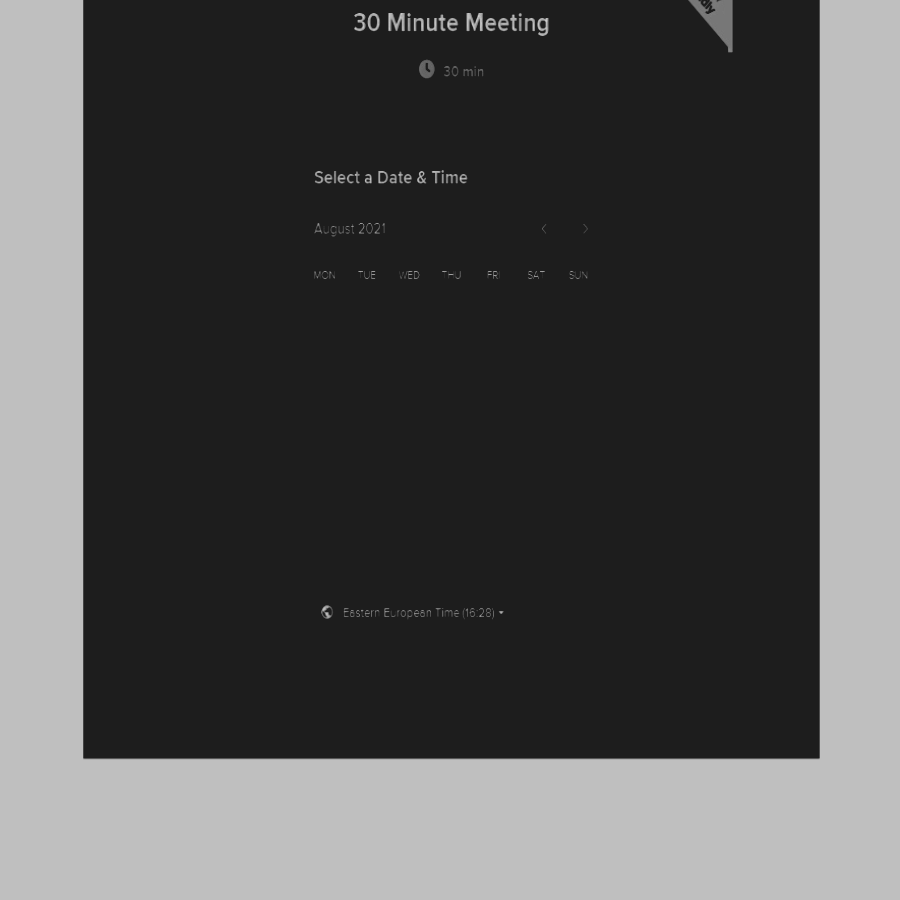 30 Minute Meeting
30 min
Select a Date & Time
August 2021
MON TUE WED THU FRI SAT SUN
Eastern European Time (16:28)